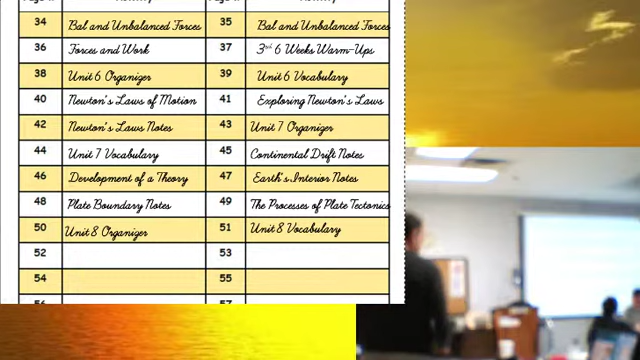 34 Bal and Unbalanced Forces 35 Bal and Unbalanced Forces
36 Forces and Work 37 3rd 6 Weeks Warm-Ups
38 Unit 6 Organizer 39 Unit 6 Vocabulary
40 Newton's Laws of Motion 41 Exploring Newton's Laws
42 Newton's Laws Notes 43 Unit 7 Organizer
44 Unit 7 Vocabulary 45 Continental Drift Notes
46 Development of a Theory 47 Earth's Interior Notes
48 Plate Boundary Notes 49 The Processes of Plate Tectonics
50 Unit 8 Organizer 51 Unit 8 Vocabulary
52 53
54 55
56 57